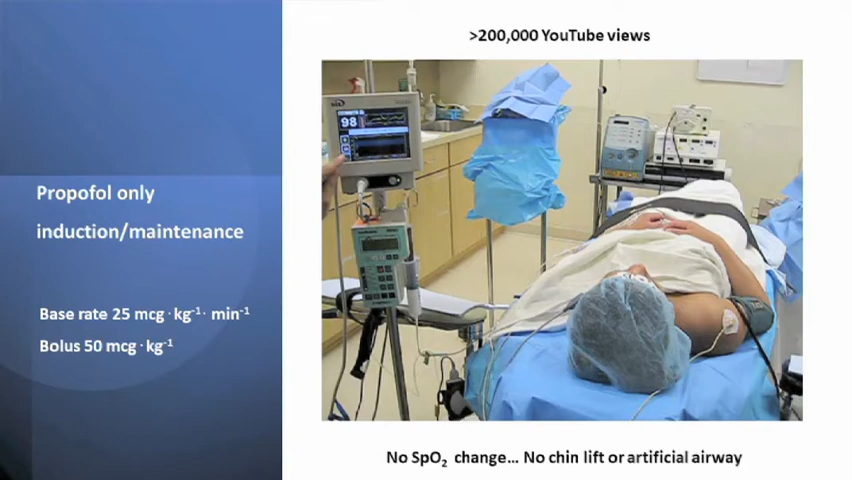 >200,000 YouTube views
98
Propofol only
induction/maintenance
Base rate 25 mcg·kg⁻¹· min⁻¹
Bolus 50 mcg·kg⁻¹
No SpO₂ change... No chin lift or artificial airway